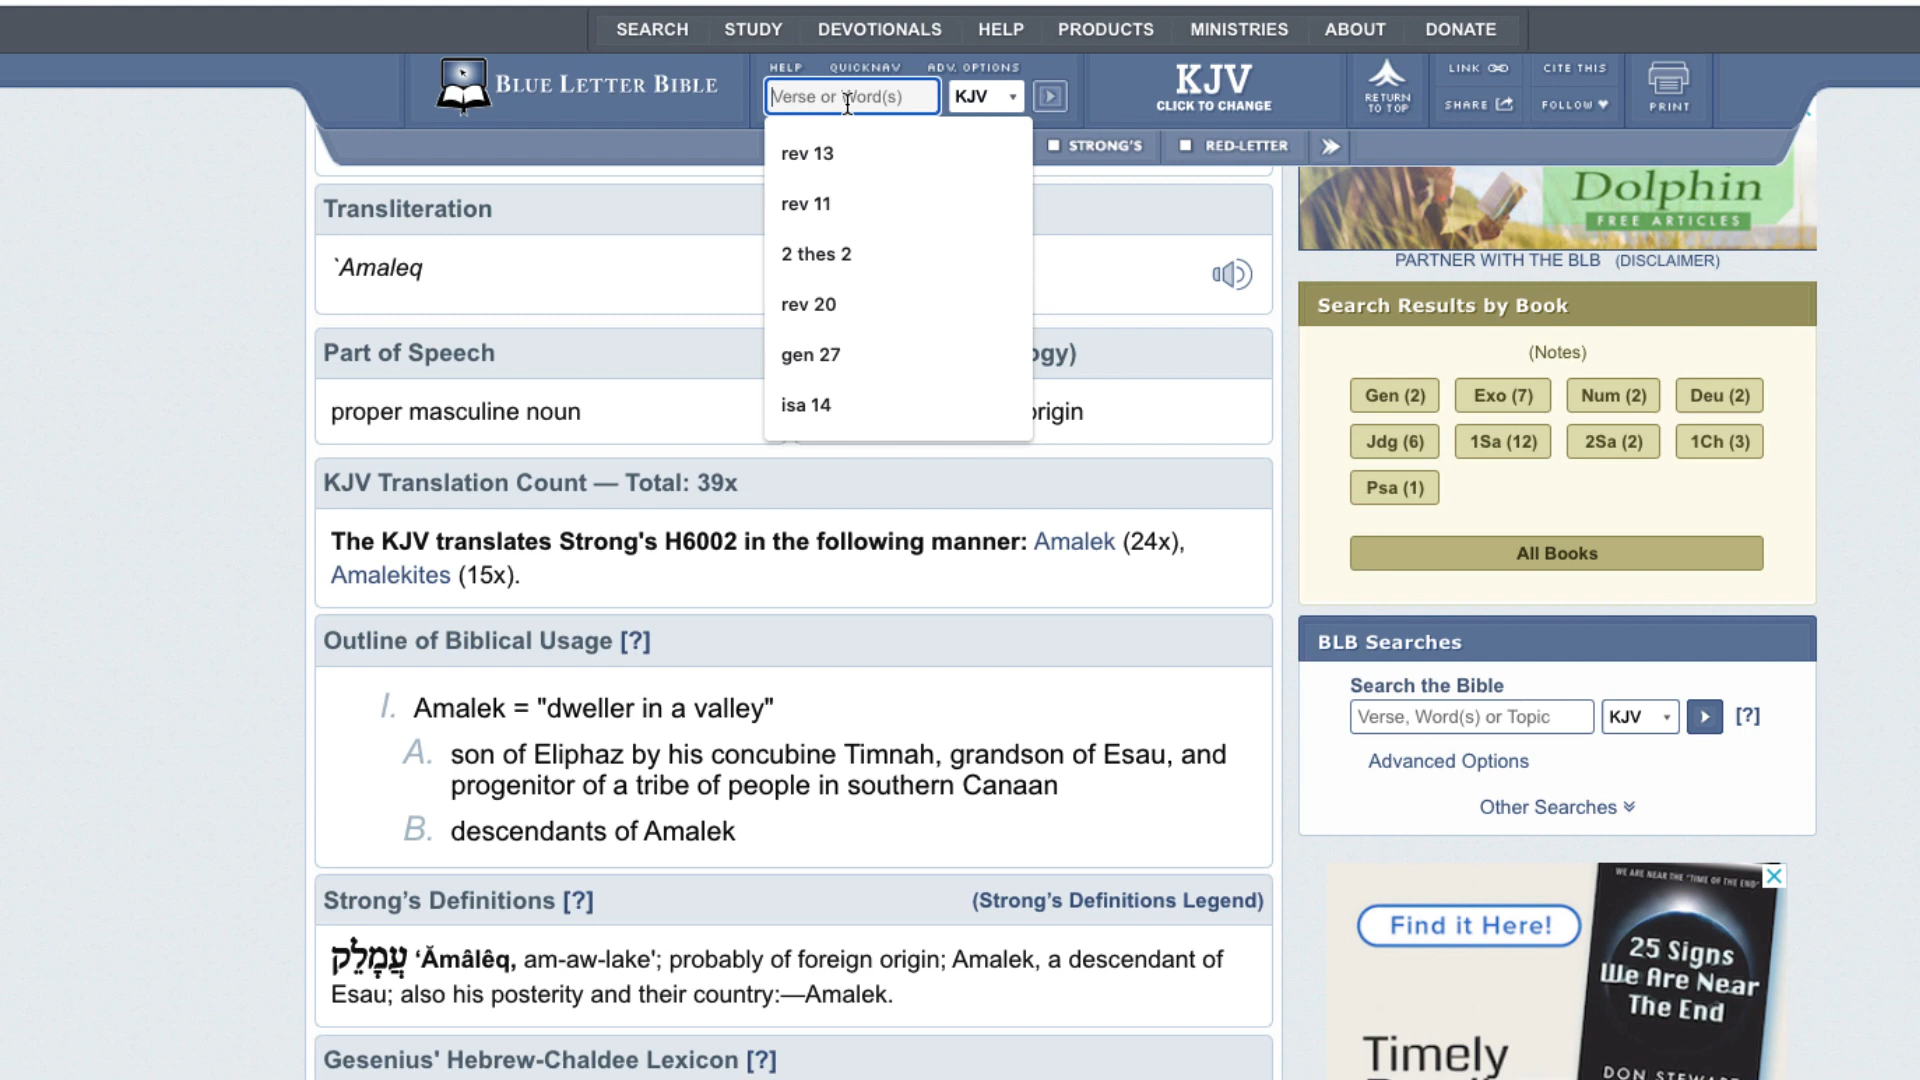 SEARCH STUDY DEVOTIONALS HELP PRODUCTS MINISTRIES ABOUT DONATE
BLUE LETTER BIBLE
HELP QUICKNAV ADV. OPTIONS
Verse or Word(s) KJV
KJV
CLICK TO CHANGE
RETURN
TO TOP
LINK
SHARE
CITE THIS
FOLLOW
PRINT
STRONG'S RED-LETTER
rev 13
rev 11
2 thes 2
rev 20
gen 27
isa 14
Transliteration
`Amaleq
Part of Speech
proper masculine noun
KJV Translation Count — Total: 39x
The KJV translates Strong's H6002 in the following manner: Amalek (24x),
Amalekites (15x).
Outline of Biblical Usage [?]
I. Amalek = "dweller in a valley"
A. son of Eliphaz by his concubine Timnah, grandson of Esau, and
progenitor of a tribe of people in southern Canaan
B. descendants of Amalek
Strong’s Definitions [?] (Strong’s Definitions Legend)
עֲמָלֵק ʻĂmâlêq, am-aw-lake'; probably of foreign origin; Amalek, a descendant of
Esau; also his posterity and their country:—Amalek.
Gesenius' Hebrew-Chaldee Lexicon [?]
Dolphin
FREE ARTICLES
PARTNER WITH THE BLB (DISCLAIMER)
Search Results by Book
(Notes)
Gen (2) Exo (7) Num (2) Deu (2)
Jdg (6) 1Sa (12) 2Sa (2) 1Ch (3)
Psa (1)
All Books
BLB Searches
Search the Bible
Verse, Word(s) or Topic KJV [?]
Advanced Options
Other Searches
Find it Here!
WE ARE NEAR THE "TIME OF THE END"
25 Signs
We Are Near
The End
Timely